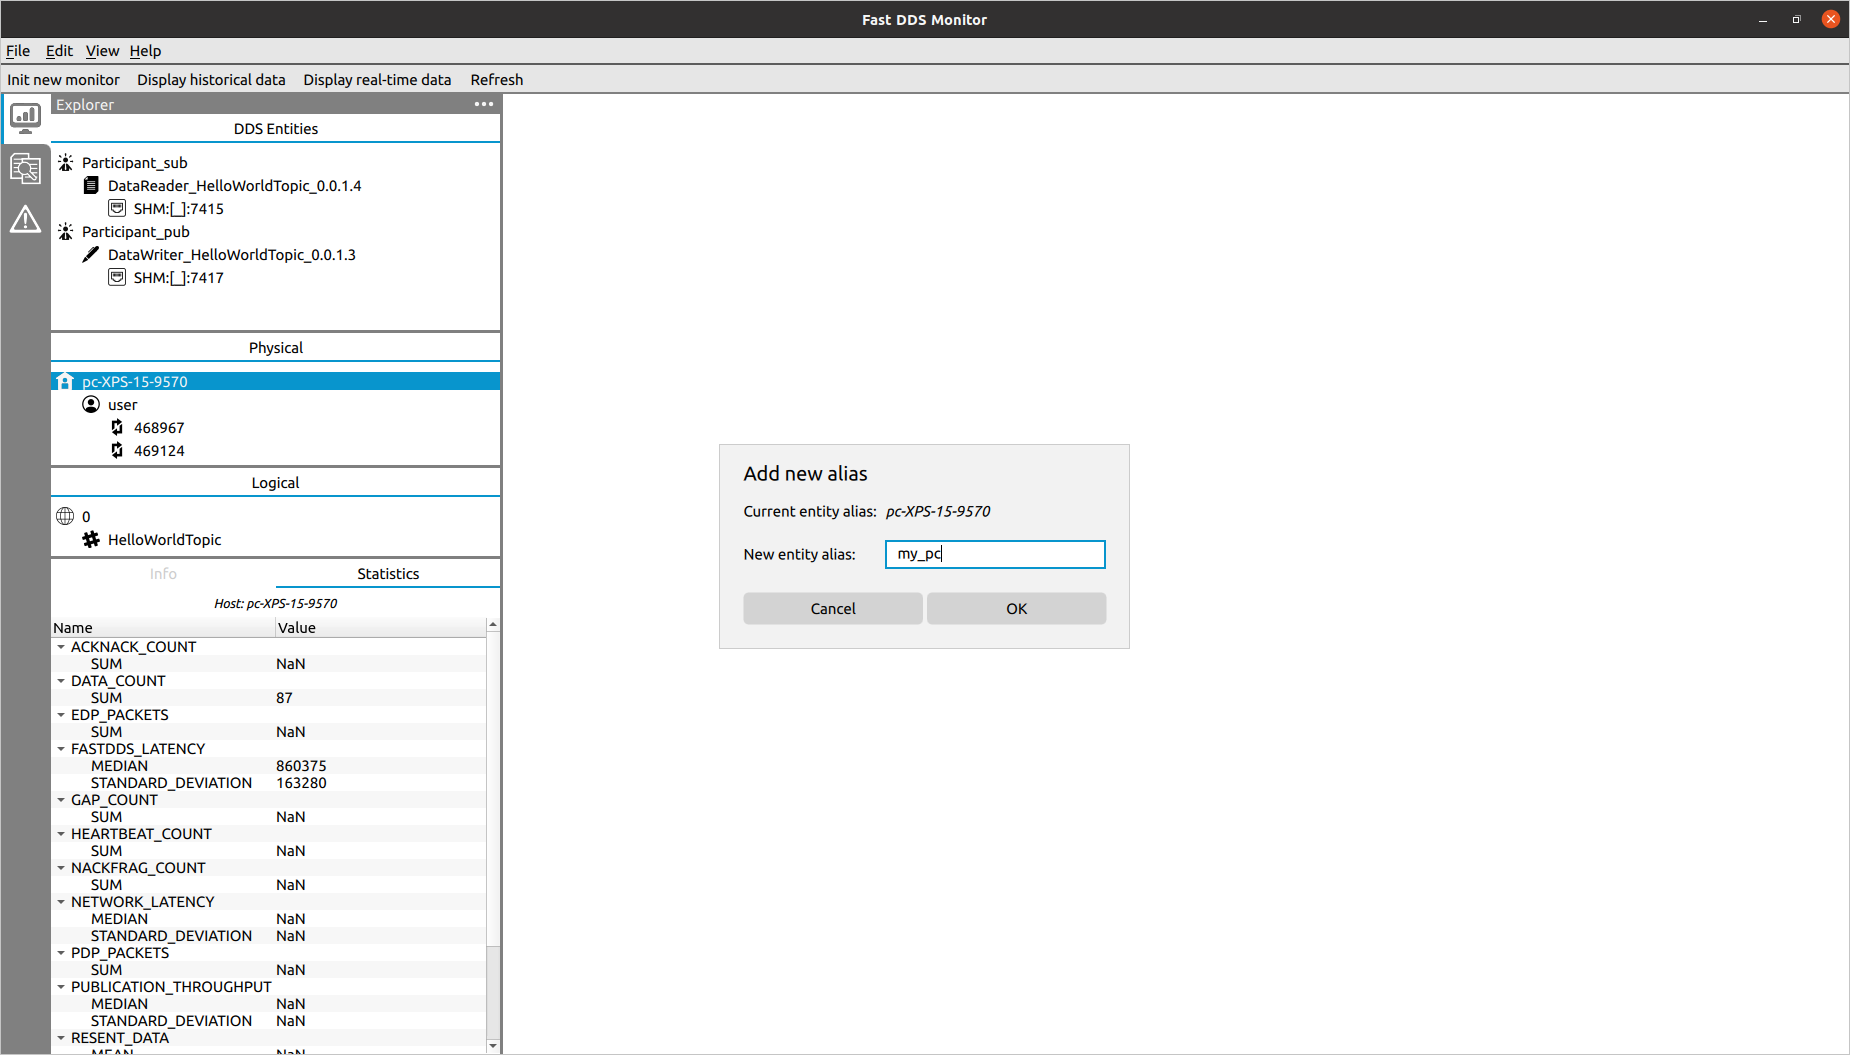 Fast DDS Monitor
File Edit View Help
Init new monitor Display historical data Display real-time data Refresh
Explorer
DDS Entities
Participant_sub
DataReader_HelloWorldTopic_0.0.1.4
SHM:[_]:7415
Participant_pub
DataWriter_HelloWorldTopic_0.0.1.3
SHM:[_]:7417
Physical
pc-XPS-15-9570
user
468967
469124
Logical
0
HelloWorldTopic
Info Statistics
Host: pc-XPS-15-9570
Name Value
ACKNACK_COUNT
SUM NaN
DATA_COUNT
SUM 87
EDP_PACKETS
SUM NaN
FASTDDS_LATENCY
MEDIAN 860375
STANDARD_DEVIATION 163280
GAP_COUNT
SUM NaN
HEARTBEAT_COUNT
SUM NaN
NACKFRAG_COUNT
SUM NaN
NETWORK_LATENCY
MEDIAN NaN
STANDARD_DEVIATION NaN
PDP_PACKETS
SUM NaN
PUBLICATION_THROUGHPUT
MEDIAN NaN
STANDARD_DEVIATION NaN
RESENT_DATA
MEAN NaN
Add new alias
Current entity alias: pc-XPS-15-9570
New entity alias: my_pc
Cancel OK